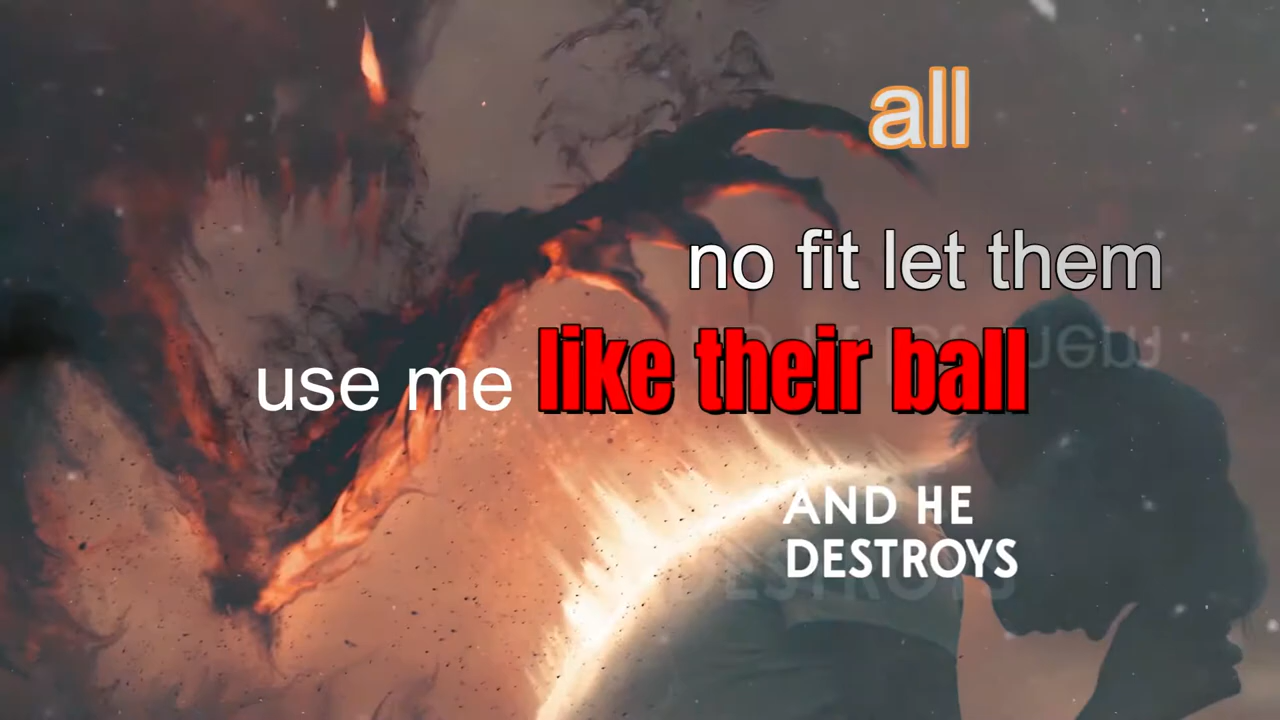 all
no fit let them
use me like their ball
AND HE
DESTROYS